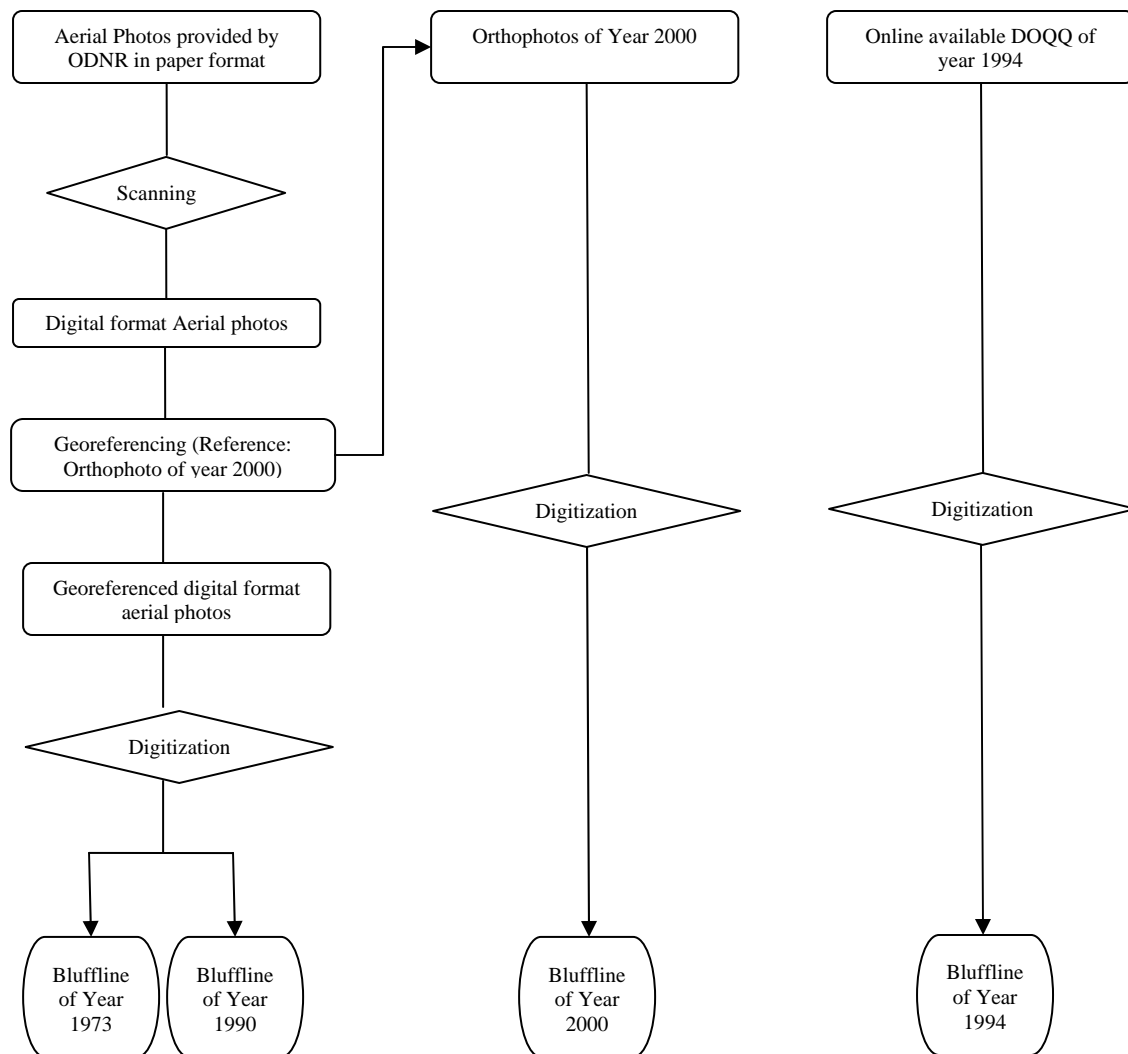 Aerial Photos provided by
ODNR in paper format
Scanning
Digital format Aerial photos
Georeferencing (Reference:
Orthophoto of year 2000)
Georeferenced digital format
aerial photos
Digitization
Bluffline
of Year
1973
Bluffline
of Year
1990
Orthophotos of Year 2000
Digitization
Bluffline
of Year
2000
Online available DOQQ of
year 1994
Digitization
Bluffline
of Year
1994